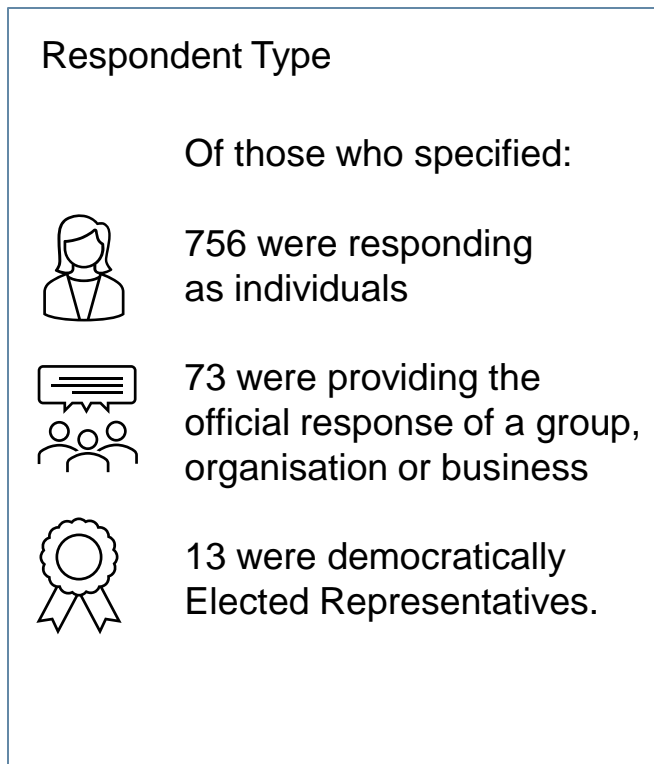 Respondent Type
Of those who specified:
756 were responding
as individuals
73 were providing the
official response of a group,
organisation or business
13 were democratically
Elected Representatives.